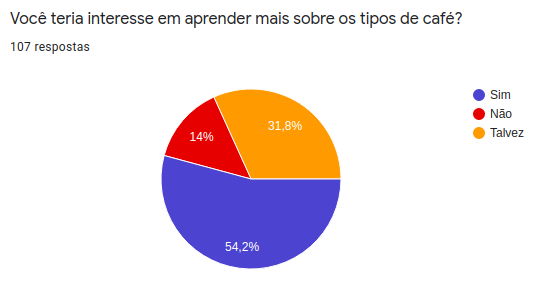 Você teria interesse em aprender mais sobre os tipos de café?
107 respostas
Sim
Não
Talvez
31,8%
14%
54,2%